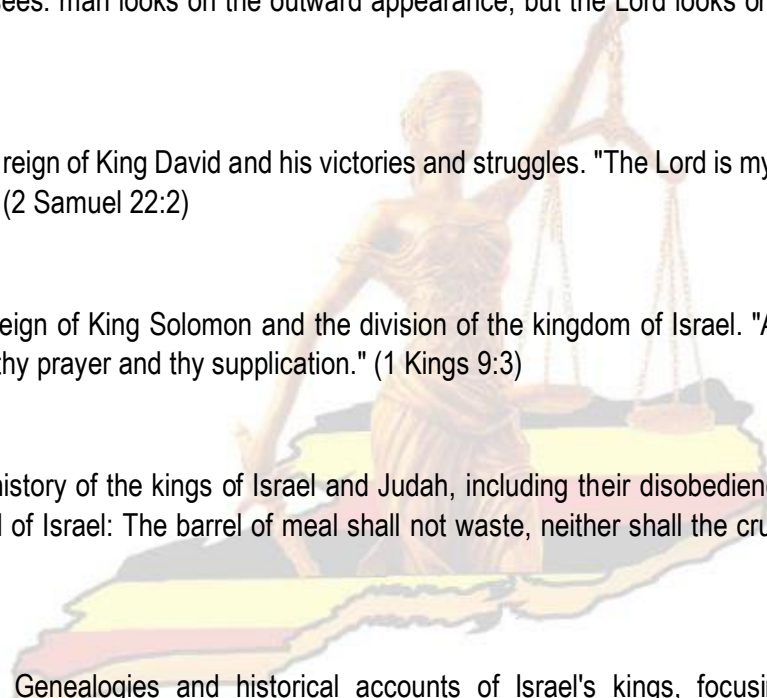 sees: man looks on the outward appearance, but the Lord looks on
reign of King David and his victories and struggles. "The Lord is my
(2 Samuel 22:2)
eign of King Solomon and the division of the kingdom of Israel. "A
thy prayer and thy supplication." (1 Kings 9:3)
history of the kings of Israel and Judah, including their disobedienc
l of Israel: The barrel of meal shall not waste, neither shall the cru
Genealogies and historical accounts of Israel's kings, focusi